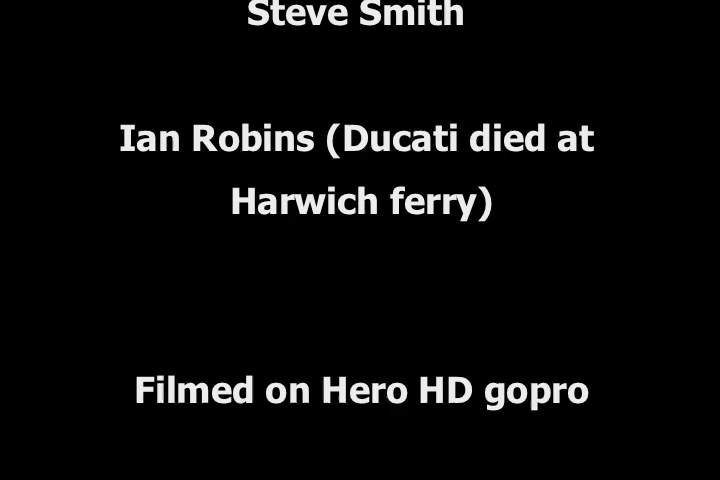 Steve Smith
Ian Robins (Ducati died at
Harwich ferry)
Filmed on Hero HD gopro